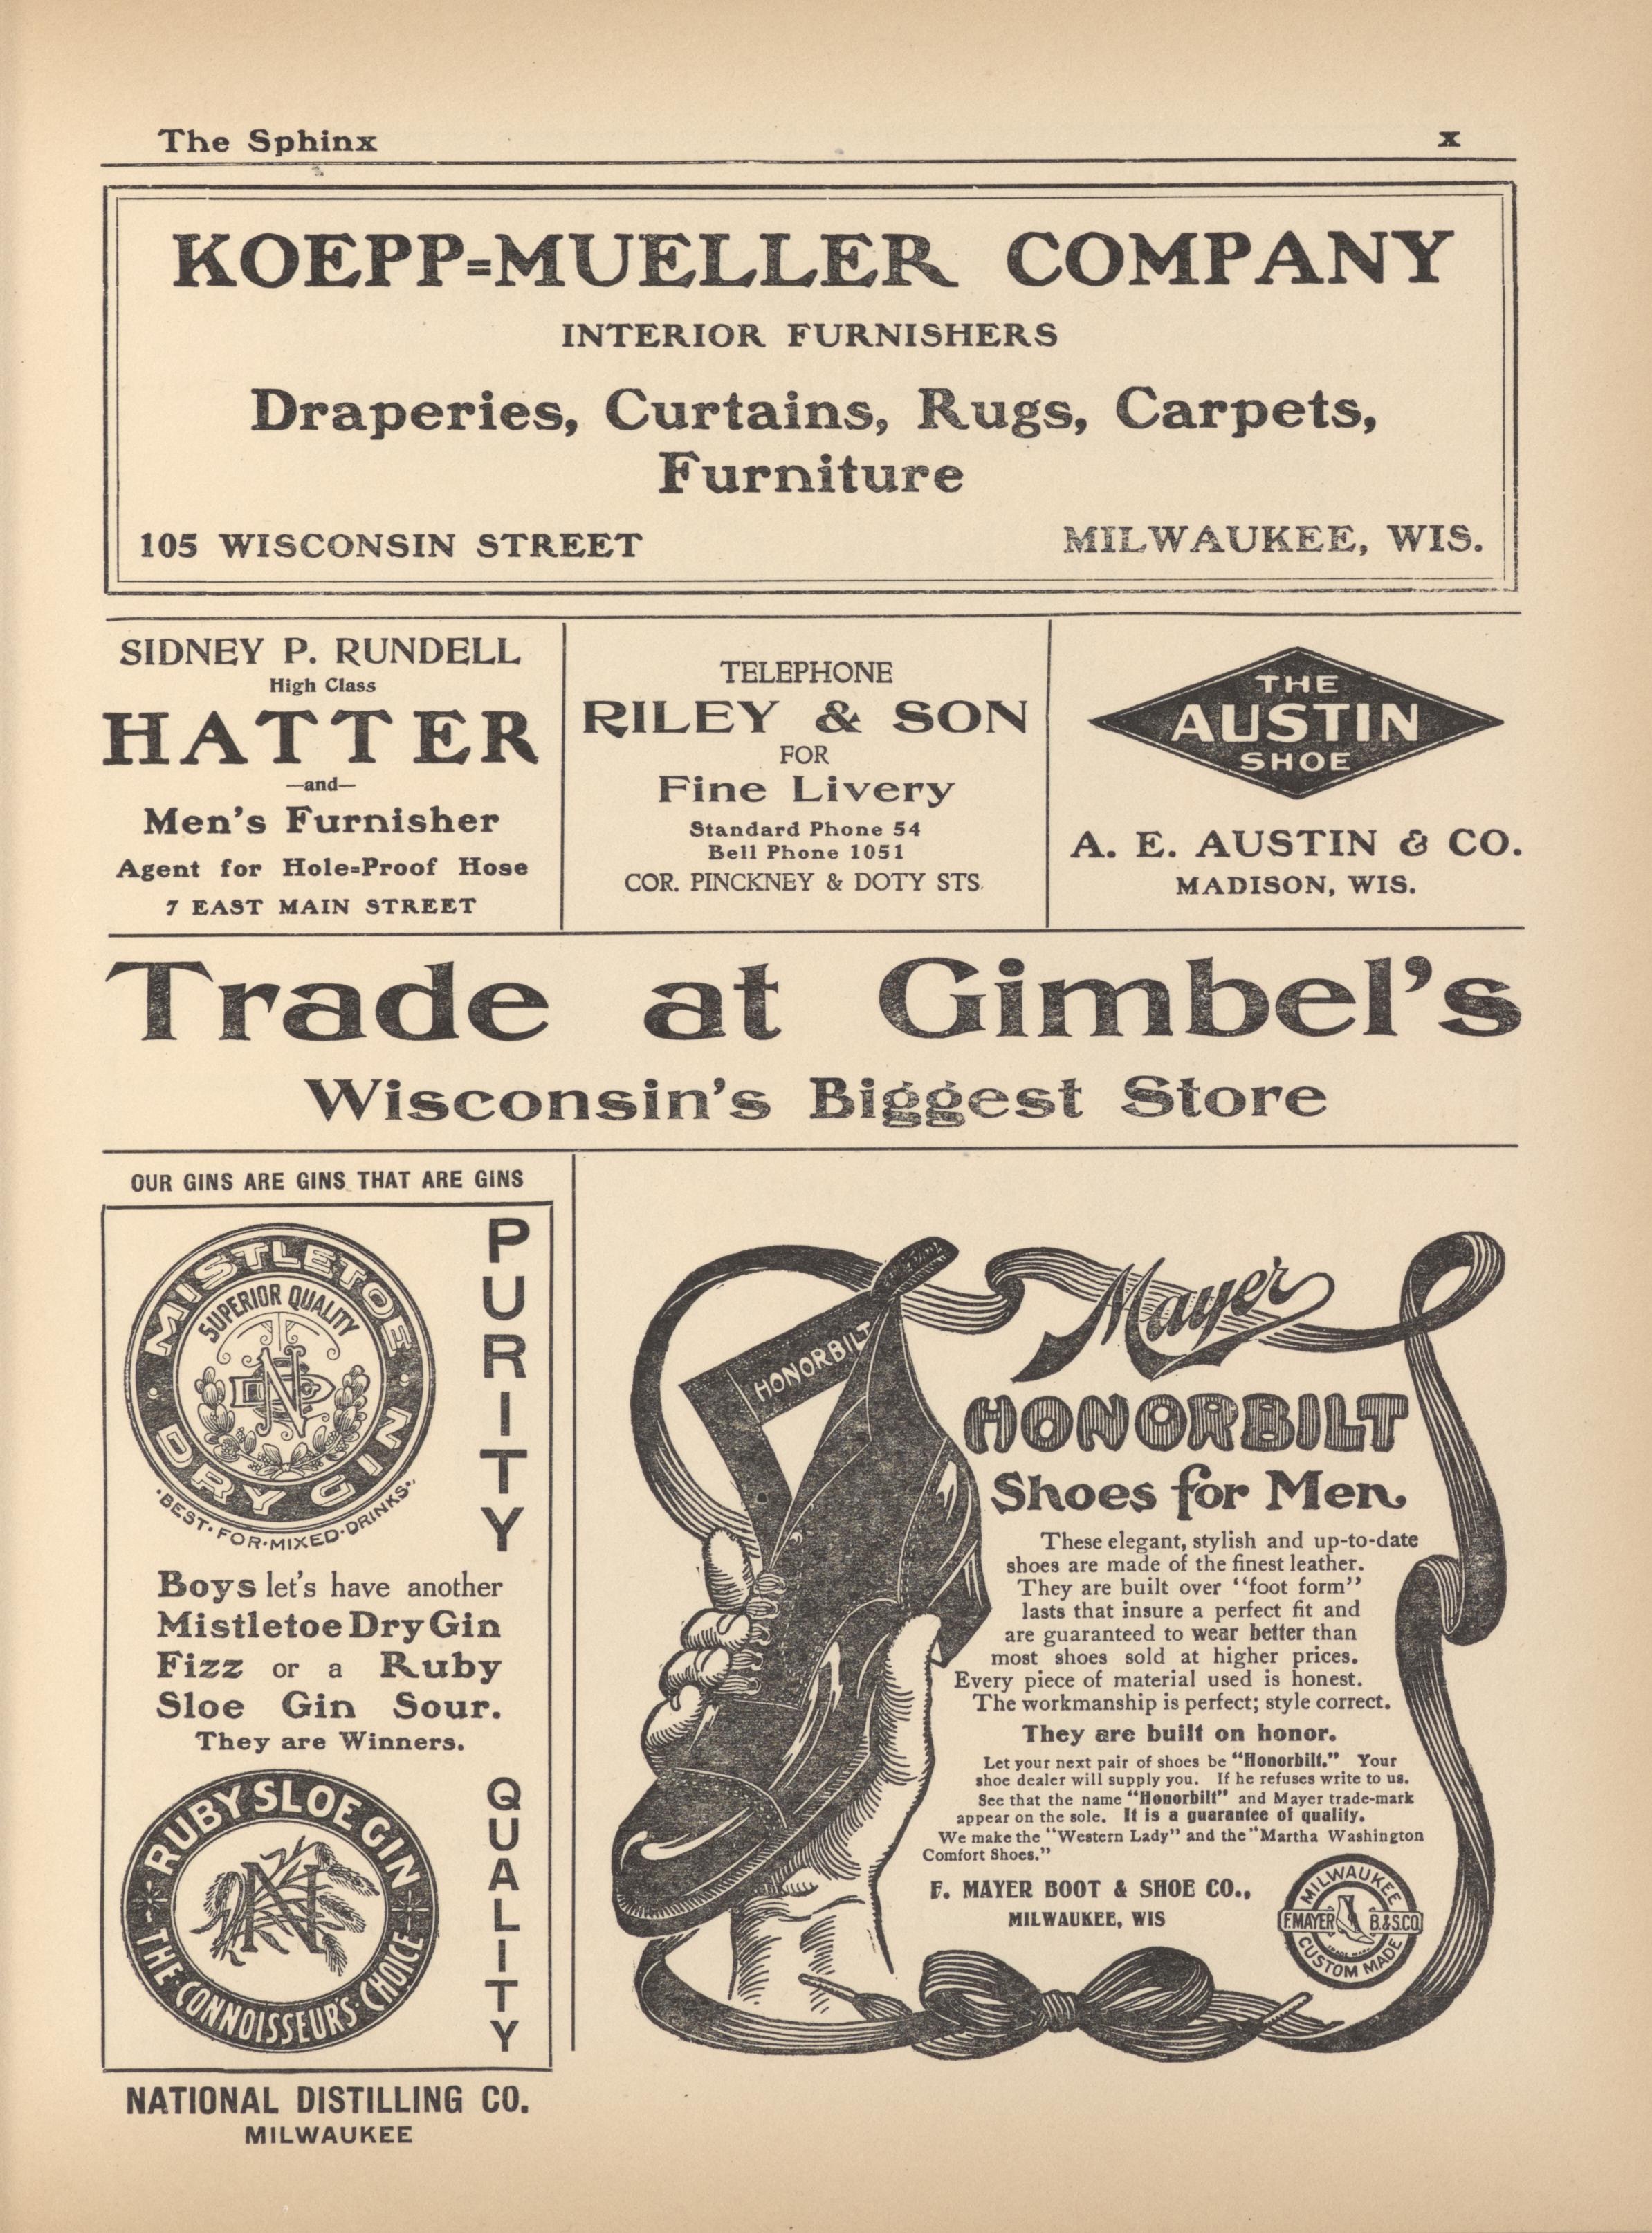 The Sphinx
x
KOEPP=MUELLER COMPANY
INTERIOR FURNISHERS
Draperies, Curtains, Rugs, Carpets,
Furniture
105 WISCONSIN STREET
MILWAUKEE, WIS.
SIDNEY P. RUNDELL
High Class
HATTER
—and—
Men's Furnisher
Agent for Hole=Proof Hose
7 EAST MAIN STREET
TELEPHONE
RILEY & SON
FOR
Fine Livery
Standard Phone 54
Bell Phone 1051
COR. PINCKNEY & DOTY STS.
THE
AUSTIN
SHOE
A. E. AUSTIN & CO.
MADISON, WIS.
Trade at Gimbel's
Wisconsin's Biggest Store
OUR GINS ARE GINS THAT ARE GINS
MISTLETOE
SUPERIOR QUALITY
N
DRY GIN
·BEST·FOR·MIXED·DRINKS·
PURITY
Boys let's have another
Mistletoe Dry Gin
Fizz or a Ruby
Sloe Gin Sour.
They are Winners.
RUBY SLOE GIN
N
THE·CONNOISSEUR'S·CHOICE
QUALITY
NATIONAL DISTILLING CO.
MILWAUKEE
HONORBILT
Mayer
HONORBILT
Shoes for Men
These elegant, stylish and up-to-date
shoes are made of the finest leather.
They are built over "foot form"
lasts that insure a perfect fit and
are guaranteed to wear better than
most shoes sold at higher prices.
Every piece of material used is honest.
The workmanship is perfect; style correct.
They are built on honor.
Let your next pair of shoes be "Honorbilt." Your
shoe dealer will supply you. If he refuses write to us.
See that the name "Honorbilt" and Mayer trade-mark
appear on the sole. It is a guarantee of quality.
We make the "Western Lady" and the "Martha Washington
Comfort Shoes."
F. MAYER BOOT & SHOE CO.,
MILWAUKEE, WIS
MILWAUKEE
F. MAYER B. & S. CO.
TRADE MARK
CUSTOM MADE